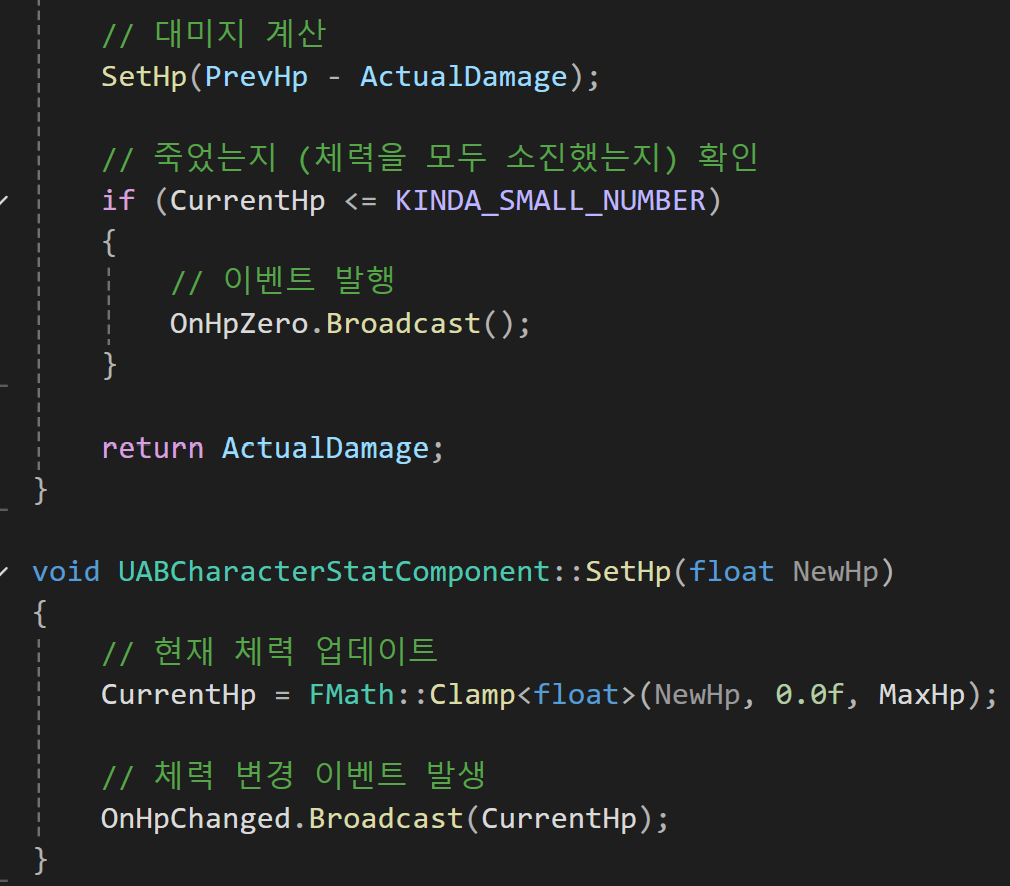 // 대미지 계산
SetHp(PrevHp - ActualDamage);
// 죽었는지 (체력을 모두 소진했는지) 확인
if (CurrentHp <= KINDA_SMALL_NUMBER)
{
// 이벤트 발행
OnHpZero.Broadcast();
}
return ActualDamage;
}
void UABCharacterStatComponent::SetHp(float NewHp)
{
// 현재 체력 업데이트
CurrentHp = FMath::Clamp<float>(NewHp, 0.0f, MaxHp);
// 체력 변경 이벤트 발생
OnHpChanged.Broadcast(CurrentHp);
}